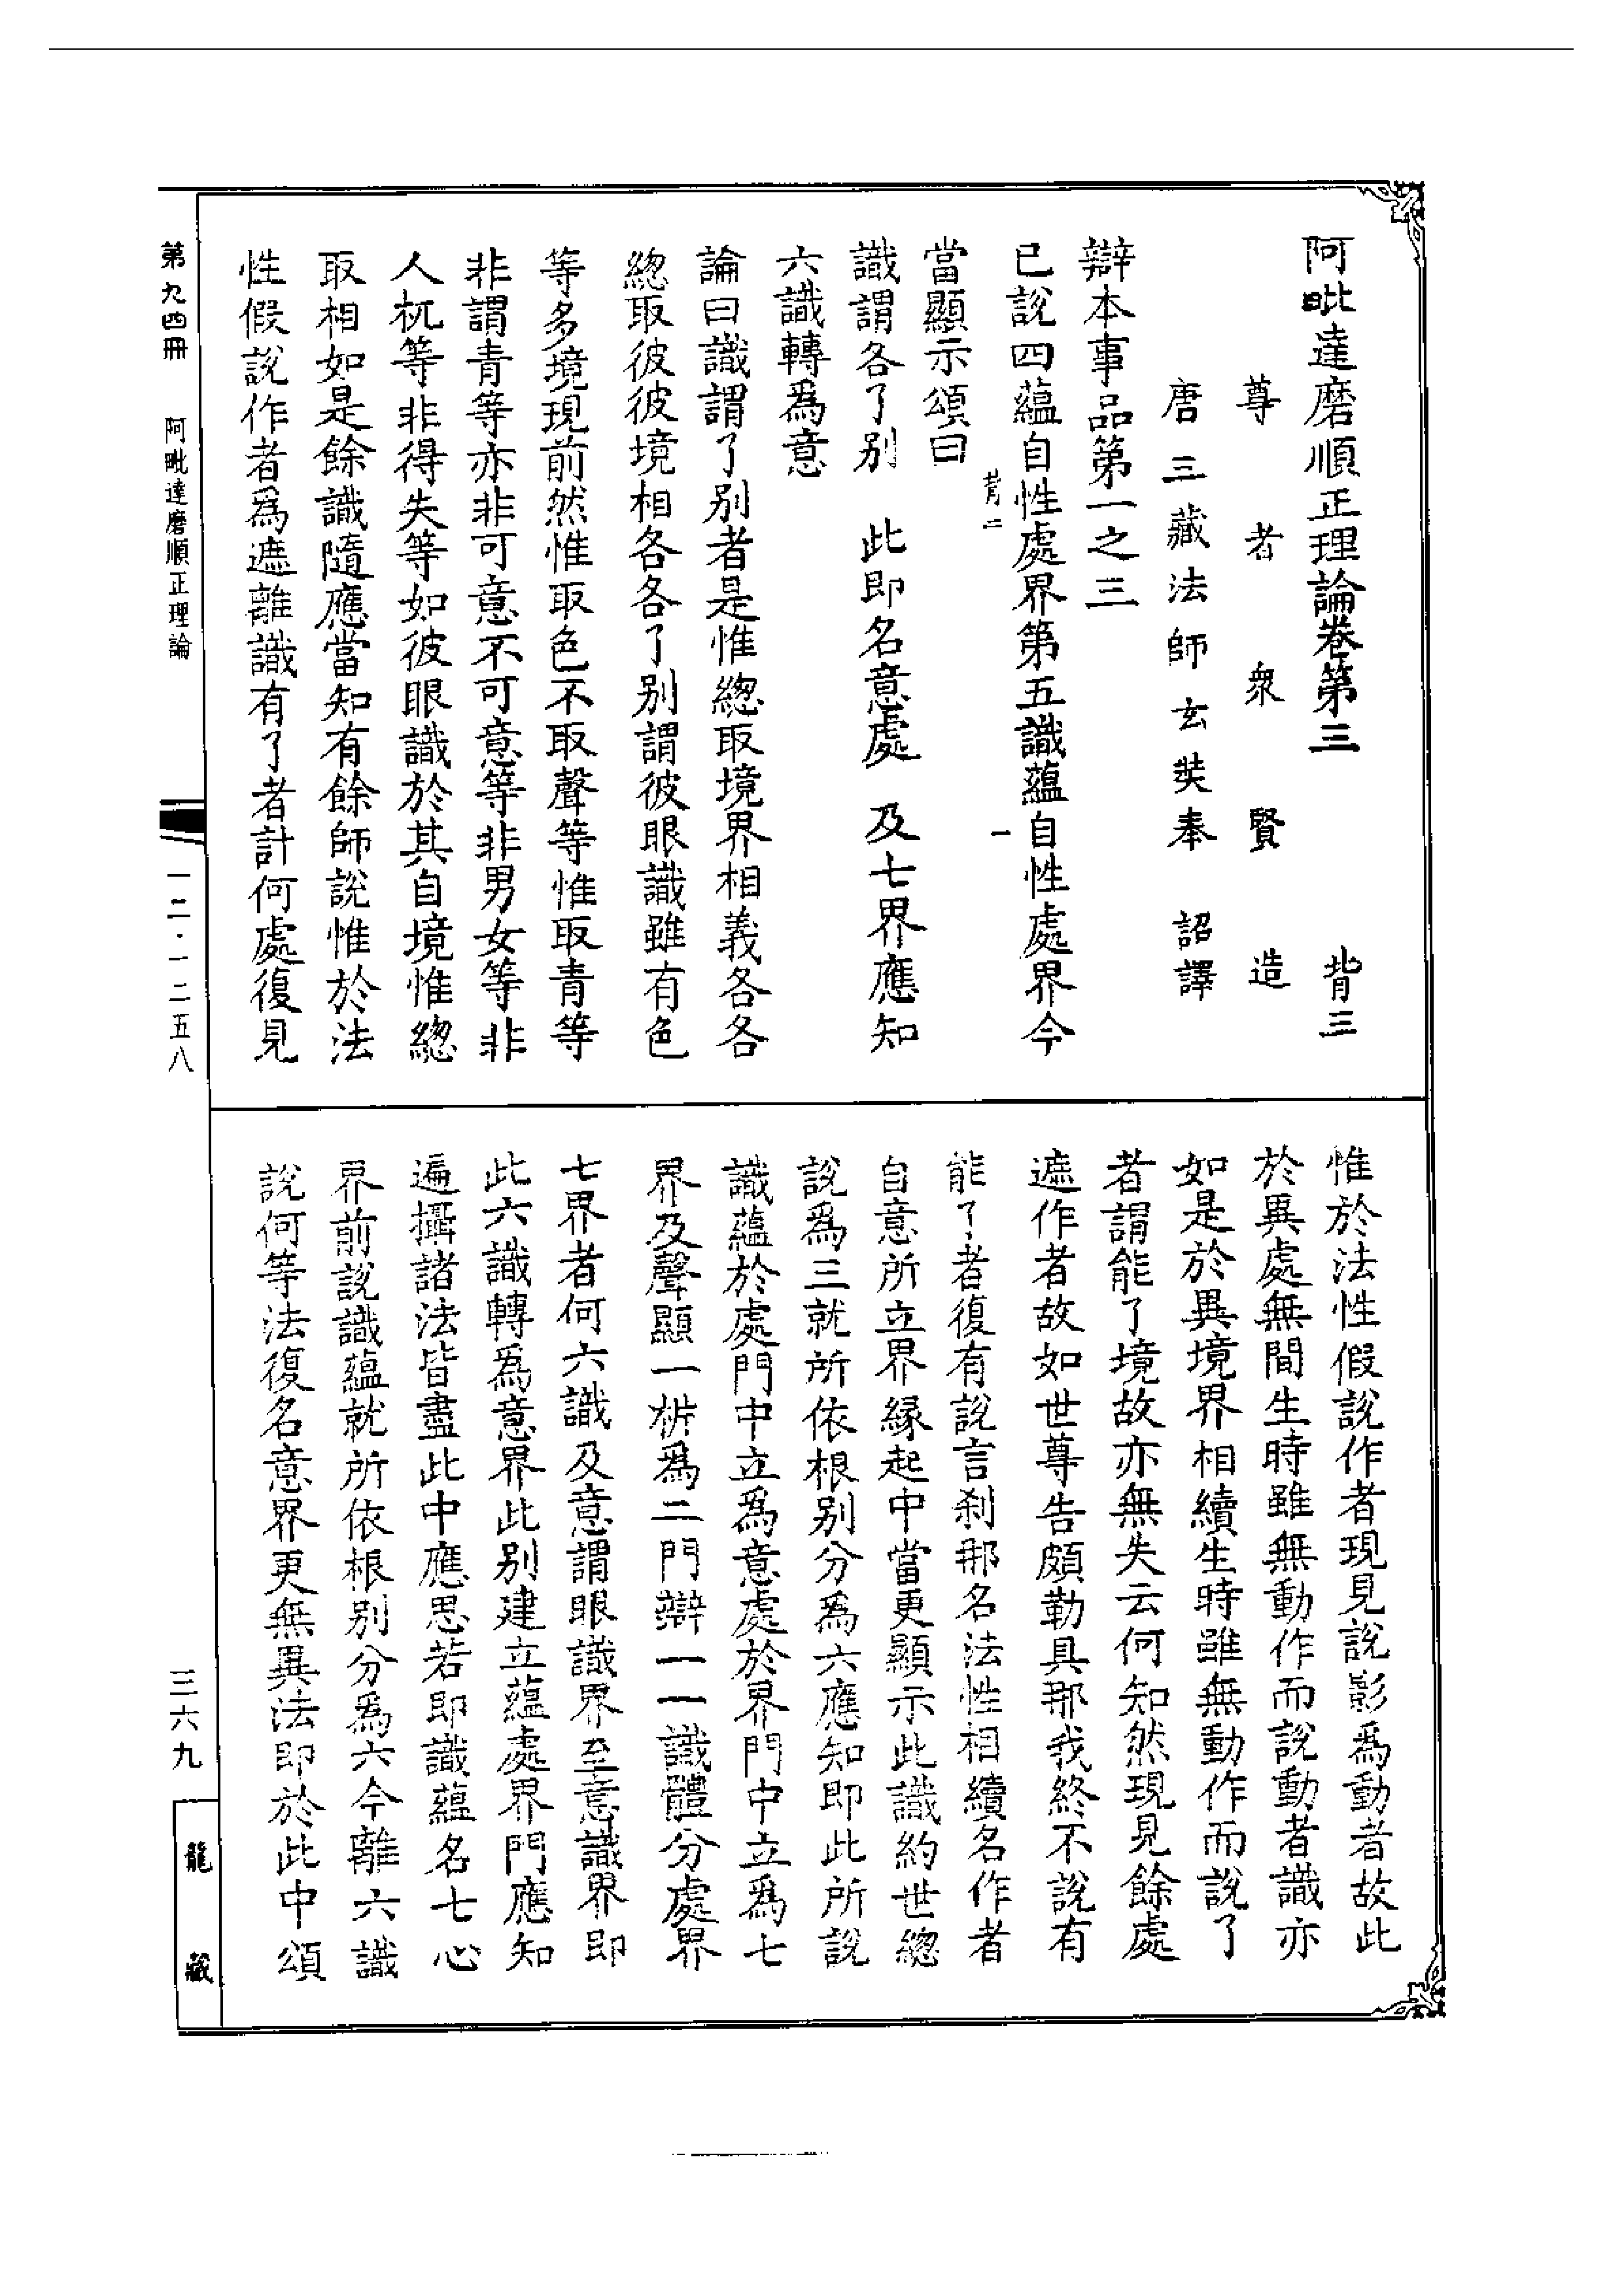 阿毗達磨順正理論卷第三　背三
尊者衆賢造
唐三藏法師玄奘奉　詔譯
辯本事品第一之三
已說四蘊自性處界第五識蘊自性處界今
背二　一
當顯示頌曰
識謂各了別　此即名意處　及七界應知
六識轉爲意
論曰識謂了別者是惟總取境界相義各各
總取彼彼境相各各了別謂彼眼識雖有色
等多境現前然惟取色不取聲等惟取青等
非謂青等亦非可意不可意等非男女等非
人杌等非得失等如彼眼識於其自境惟總
取相如是餘識隨應當知有餘師說惟於法
性假說作者爲遮離識有了者計何處復見
惟於法性假說作者現見說影爲動者故此
於異處無間生時雖無動作而說動者識亦
如是於異境界相續生時雖無動作而說了
者謂能了境故亦無失云何知然現見餘處
遮作者故如世尊告頗勒具那我終不說有
能了者復有說言剎那名法性相續名作者
自意所立界緣起中當更顯示此識約世總
說爲三就所依根別分爲六應知即此所說
識蘊於處門中立爲意處於界門中立爲七
界及聲顯一㭊爲二門辯一一識體分處界
七界者何六識及意謂眼識界至意識界即
此六識轉爲意界此別建立蘊處界門應知
遍攝諸法皆盡此中應思若即識蘊名七心
界前說識蘊就所依根別分爲六今離六識
說何等法復名意界更無異法即於此中頌
第九四冊　阿毗達磨順正理論
一二·一二五八
三六九
龍藏